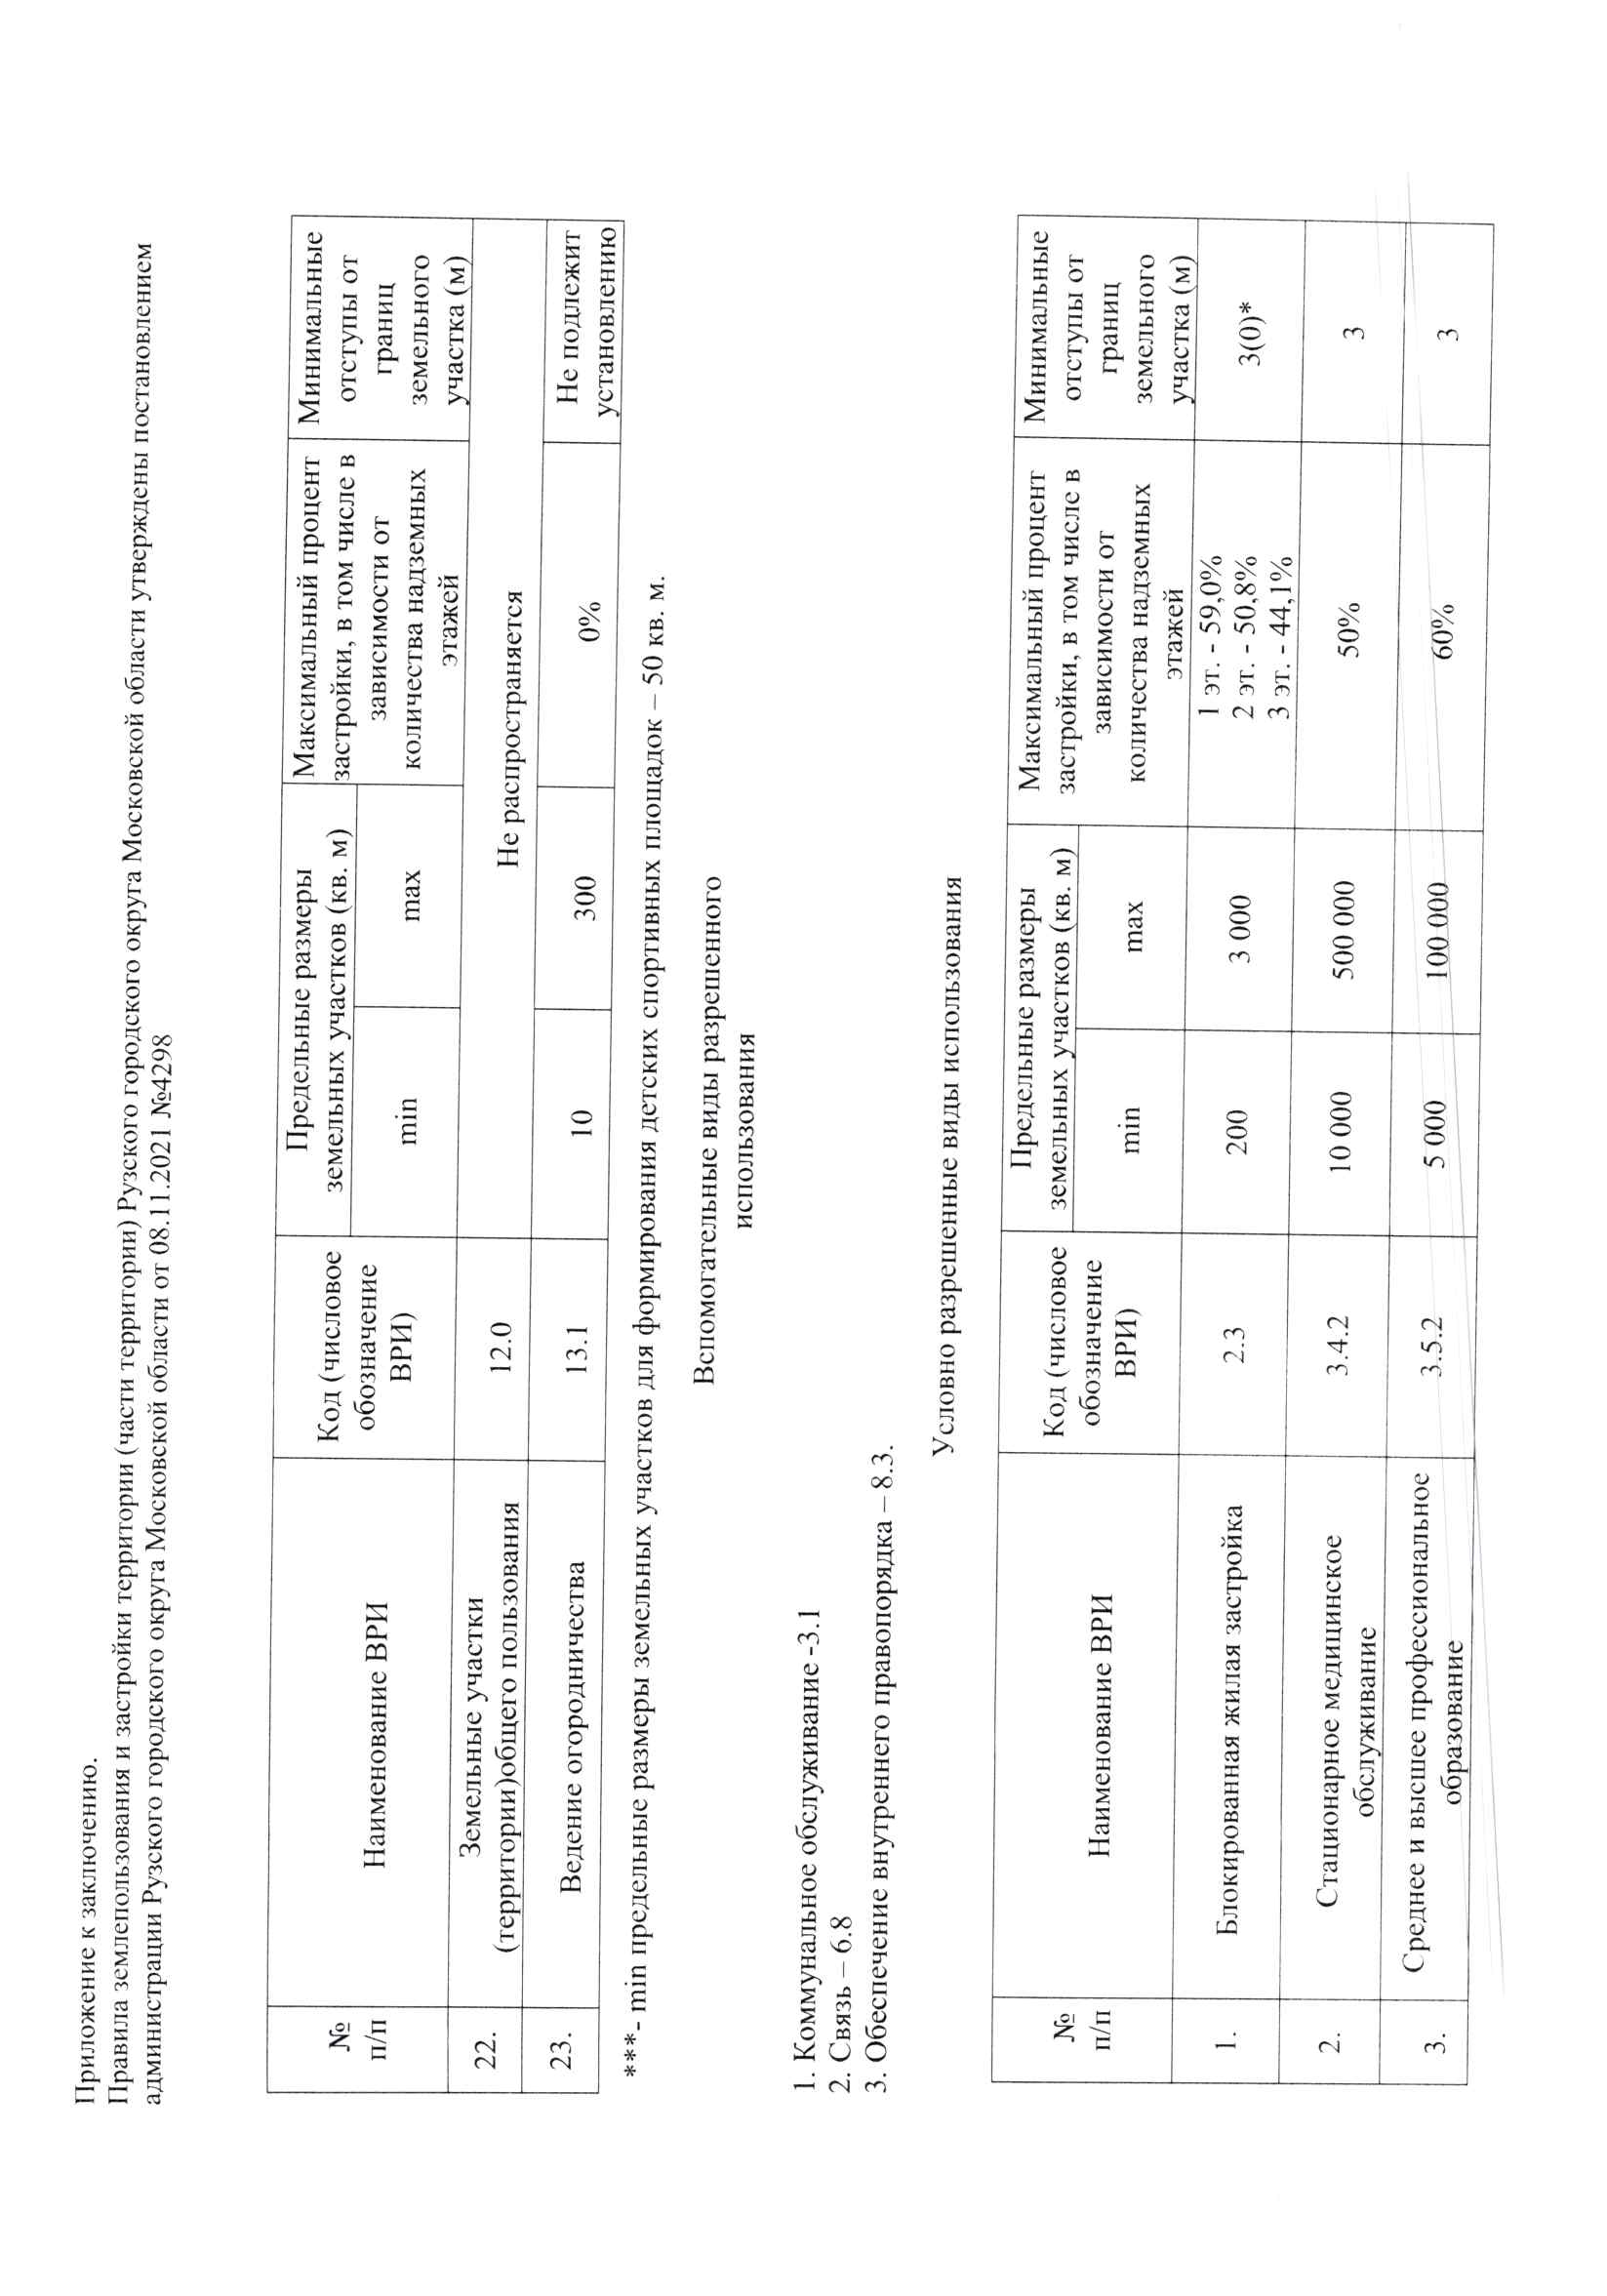 Приложение к заключению.
Правила землепользования и застройки территории (части территории) Рузского городского округа Московской области утверждены постановлением
администрации Рузского городского округа Московской области от 08.11.2021 №4298
№
п/п
Наименование ВРИ
Код (числовое
обозначение
ВРИ)
Предельные размеры
земельных участков (кв. м)
min
max
Максимальный процент
застройки, в том числе в
зависимости от
количества надземных
этажей
Минимальные
отступы от
границ
земельного
участка (м)
22.
Земельные участки
(территории)общего пользования
12.0
Не распространяется
23.
Ведение огородничества
13.1
10
300
0%
Не подлежит
установлению
***- min предельные размеры земельных участков для формирования детских спортивных площадок – 50 кв. м.
Вспомогательные виды разрешенного
использования
1. Коммунальное обслуживание -3.1
2. Связь – 6.8
3. Обеспечение внутреннего правопорядка – 8.3.
Условно разрешенные виды использования
№
п/п
Наименование ВРИ
Код (числовое
обозначение
ВРИ)
Предельные размеры
земельных участков (кв. м)
min
max
Максимальный процент
застройки, в том числе в
зависимости от
количества надземных
этажей
Минимальные
отступы от
границ
земельного
участка (м)
1.
Блокированная жилая застройка
2.3
200
3 000
1 эт. - 59,0%
2 эт. - 50,8%
3 эт. - 44,1%
3(0)*
2.
Стационарное медицинское
обслуживание
3.4.2
10 000
500 000
50%
3
3.
Среднее и высшее профессиональное
образование
3.5.2
5 000
100 000
60%
3